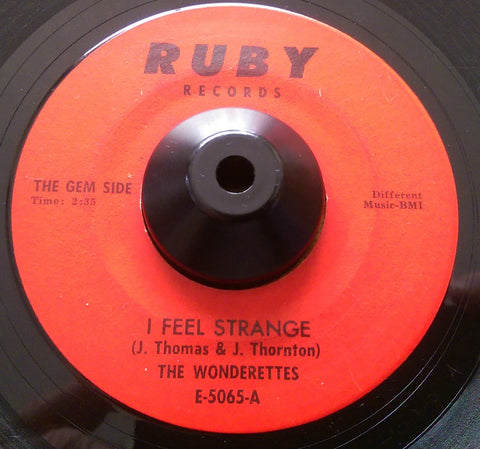 RUBY
RECORDS
THE GEM SIDE
Time: 2:35
Different
Music-BMI
I FEEL STRANGE
(J. Thomas & J. Thornton)
THE WONDERETTES
E-5065-A